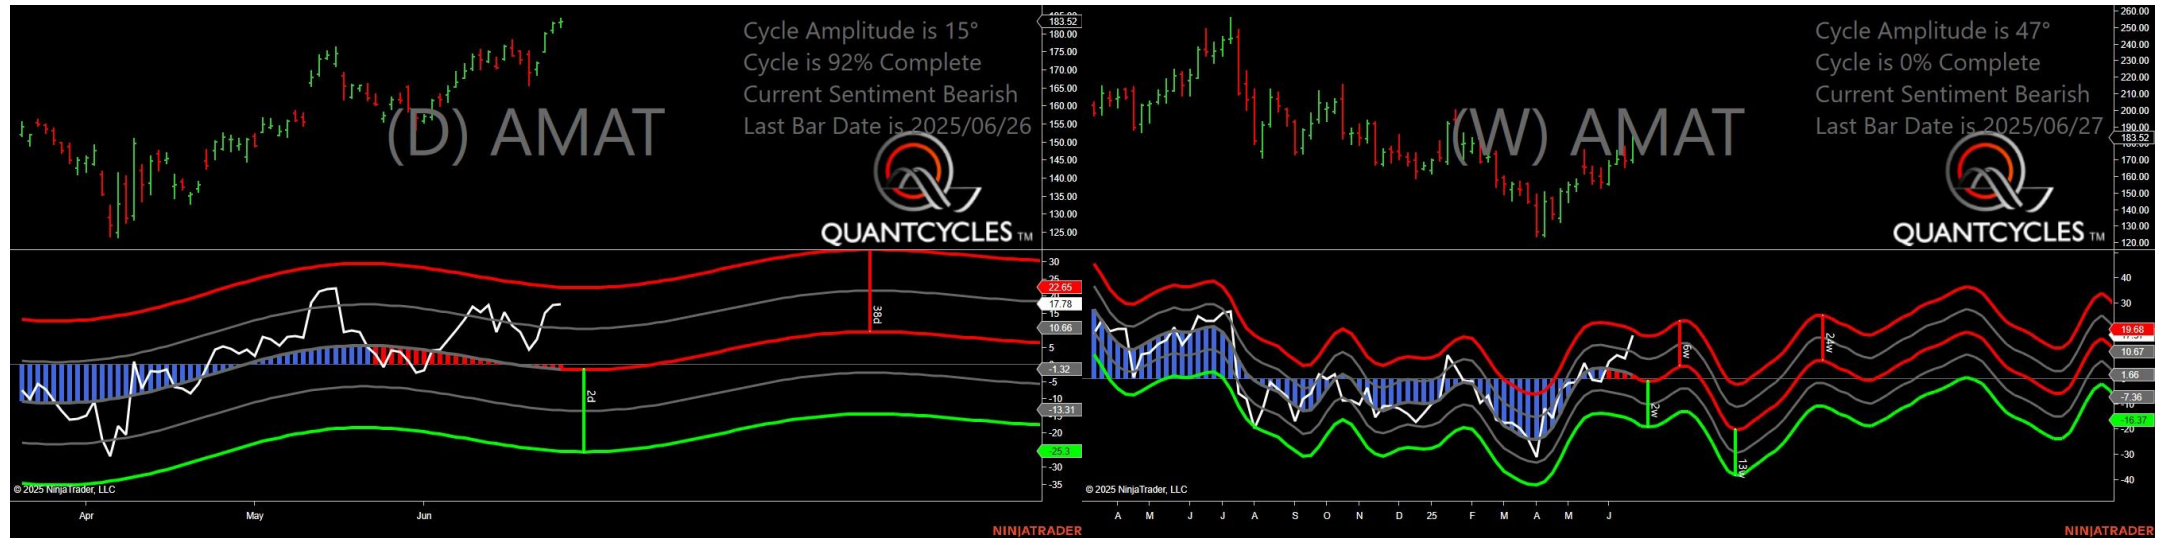 Cycle Amplitude is 15°
Cycle is 92% Complete
Current Sentiment Bearish
Last Bar Date is 2025/06/26
(D) AMAT
QUANTCYCLES TM
183.52
180.00
175.00
170.00
165.00
160.00
155.00
150.00
145.00
140.00
135.00
130.00
125.00
30
25
22.65
17.78
10.66
5
-1.32
-5
-10
-13.31
-20
-25.3
-30
-35
38d
2d
© 2025 NinjaTrader, LLC
Apr
May
Jun
NINJATRADER
Cycle Amplitude is 47°
Cycle is 0% Complete
Current Sentiment Bearish
Last Bar Date is 2025/06/27
(W) AMAT
QUANTCYCLES TM
260.00
250.00
240.00
230.00
220.00
210.00
200.00
190.00
183.52
170.00
160.00
150.00
140.00
130.00
120.00
40
30
19.68
10.67
1.66
-7.36
-16.37
-20
-30
-40
6w
2w
13w
24w
© 2025 NinjaTrader, LLC
A M J J A S O N D 25 F M A M J
NINJATRADER